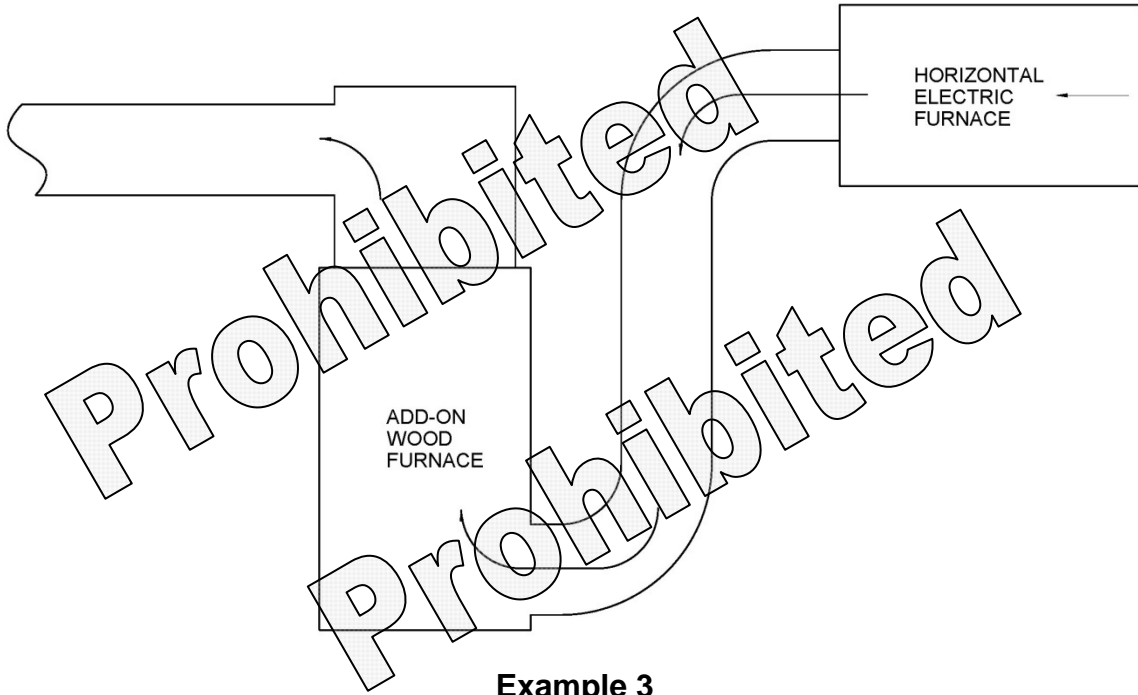 HORIZONTAL
ELECTRIC
FURNACE
Prohibited
ADD-ON
WOOD
FURNACE
Prohibited
Example 3